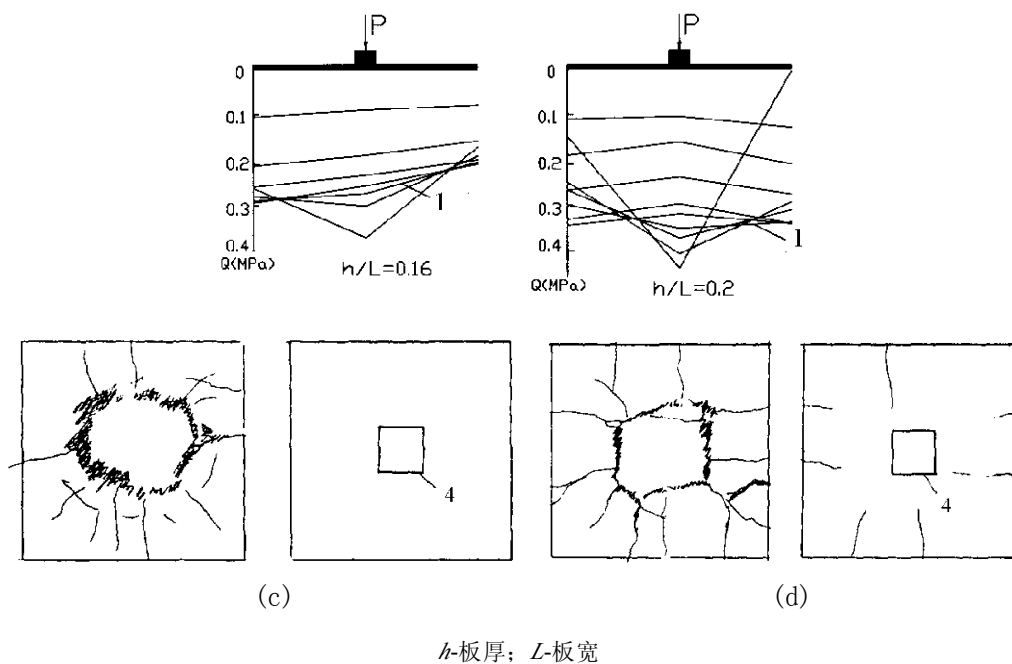 P
0
0.1
0.2
0.3
0.4
Q(MPa)
1
h/L=0.16
P
0
0.1
0.2
0.3
0.4
Q(MPa)
1
h/L=0.2
4
(c)
4
(d)
h-板厚；L-板宽